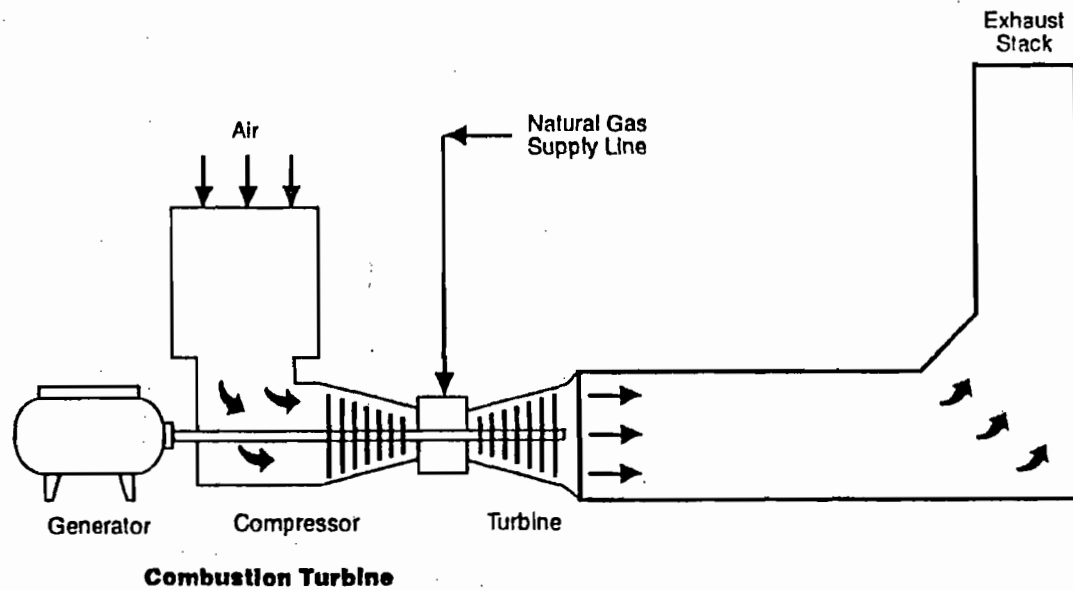 Exhaust
Stack
Air
Natural Gas
Supply Line
Generator
Compressor
Turbine
Combustion Turbine